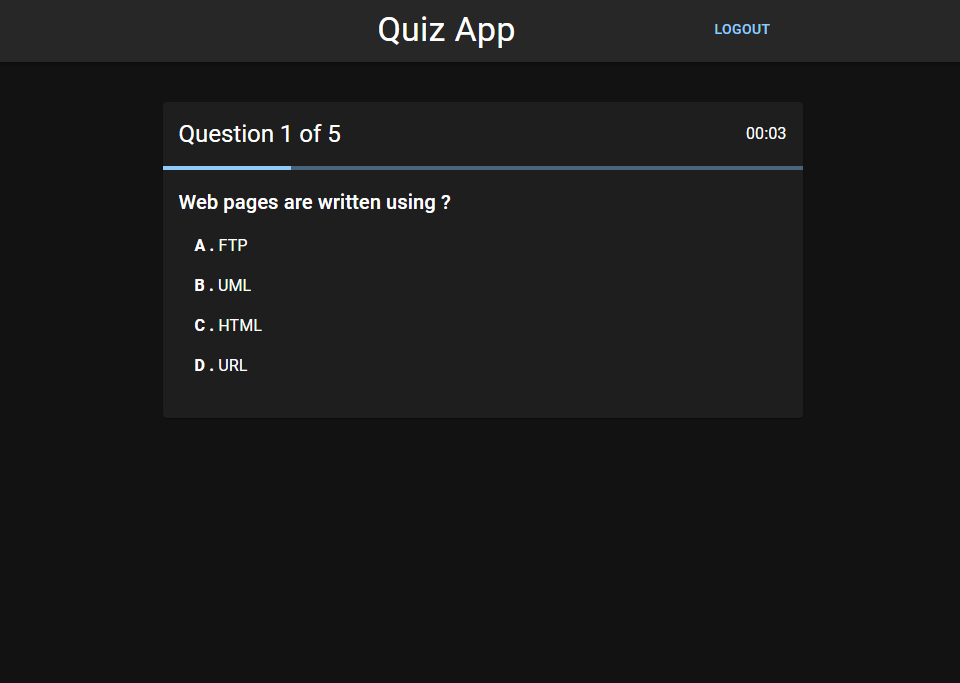 Quiz App
LOGOUT
Question 1 of 5
00:03
Web pages are written using ?
A . FTP
B . UML
C . HTML
D . URL